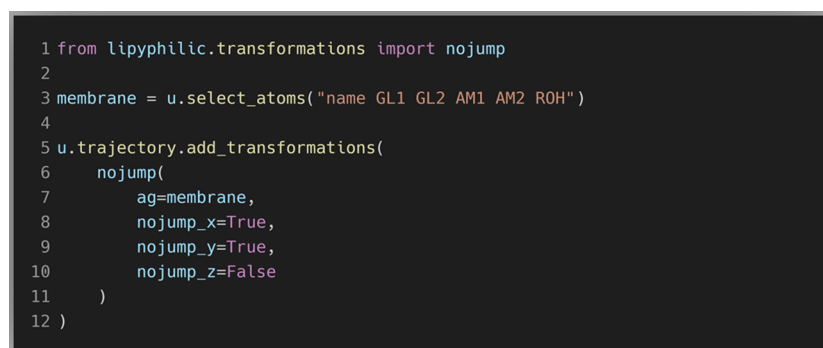 1 from lipyphilic.transformations import nojump
2
3 membrane = u.select_atoms("name GL1 GL2 AM1 AM2 ROH")
4
5 u.trajectory.add_transformations(
6     nojump(
7         ag=membrane,
8         nojump_x=True,
9         nojump_y=True,
10         nojump_z=False
11     )
12 )